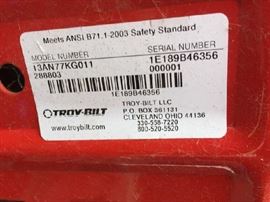 Meets ANSI B71.1-2003 Safety Standard
MODEL NUMBER SERIAL NUMBER
13AN77KG011 1E189B46356
288803 000001
1E189B46356
TROY-BILT TROY-BILT LLC
P.O. BOX 361131
www.troybilt.com CLEVELAND OHIO 44136
330-558-7220
800-520-5520